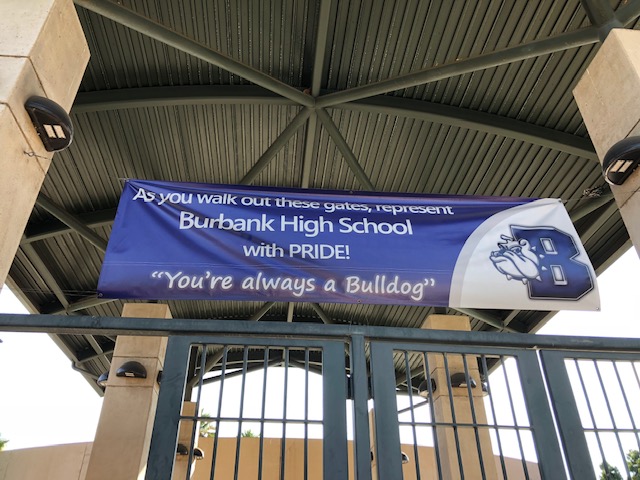 As you walk out these gates, represent
Burbank High School
with PRIDE!
"You're always a Bulldog"
B